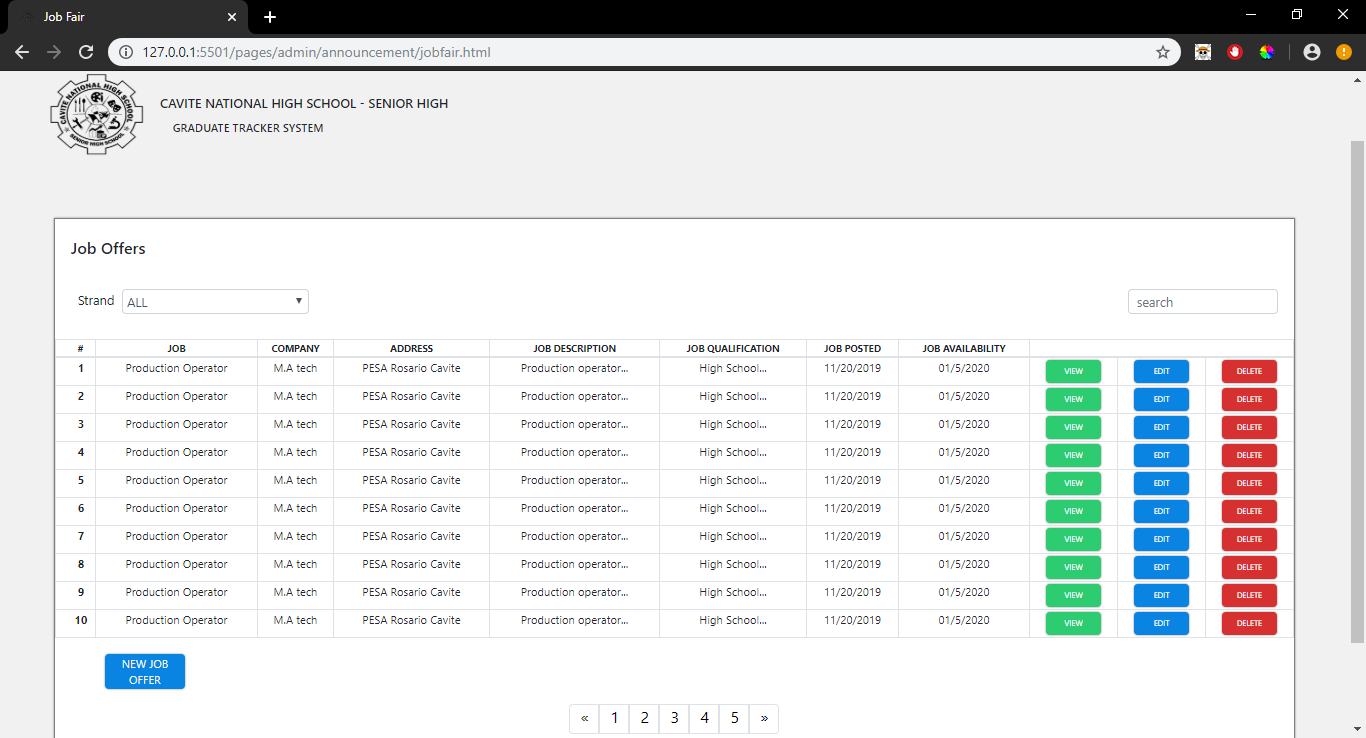 Job Fair
127.0.0.1:5501/pages/admin/announcement/jobfair.html
CAVITE NATIONAL HIGH SCHOOL
SENIOR HIGH SCHOOL
CAVITE NATIONAL HIGH SCHOOL - SENIOR HIGH
GRADUATE TRACKER SYSTEM
Job Offers
Strand ALL search
# JOB COMPANY ADDRESS JOB DESCRIPTION JOB QUALIFICATION JOB POSTED JOB AVAILABILITY
1 Production Operator M.A tech PESA Rosario Cavite Production operator... High School... 11/20/2019 01/5/2020 VIEW EDIT DELETE
2 Production Operator M.A tech PESA Rosario Cavite Production operator... High School... 11/20/2019 01/5/2020 VIEW EDIT DELETE
3 Production Operator M.A tech PESA Rosario Cavite Production operator... High School... 11/20/2019 01/5/2020 VIEW EDIT DELETE
4 Production Operator M.A tech PESA Rosario Cavite Production operator... High School... 11/20/2019 01/5/2020 VIEW EDIT DELETE
5 Production Operator M.A tech PESA Rosario Cavite Production operator... High School... 11/20/2019 01/5/2020 VIEW EDIT DELETE
6 Production Operator M.A tech PESA Rosario Cavite Production operator... High School... 11/20/2019 01/5/2020 VIEW EDIT DELETE
7 Production Operator M.A tech PESA Rosario Cavite Production operator... High School... 11/20/2019 01/5/2020 VIEW EDIT DELETE
8 Production Operator M.A tech PESA Rosario Cavite Production operator... High School... 11/20/2019 01/5/2020 VIEW EDIT DELETE
9 Production Operator M.A tech PESA Rosario Cavite Production operator... High School... 11/20/2019 01/5/2020 VIEW EDIT DELETE
10 Production Operator M.A tech PESA Rosario Cavite Production operator... High School... 11/20/2019 01/5/2020 VIEW EDIT DELETE
NEW JOB
OFFER
« 1 2 3 4 5 »